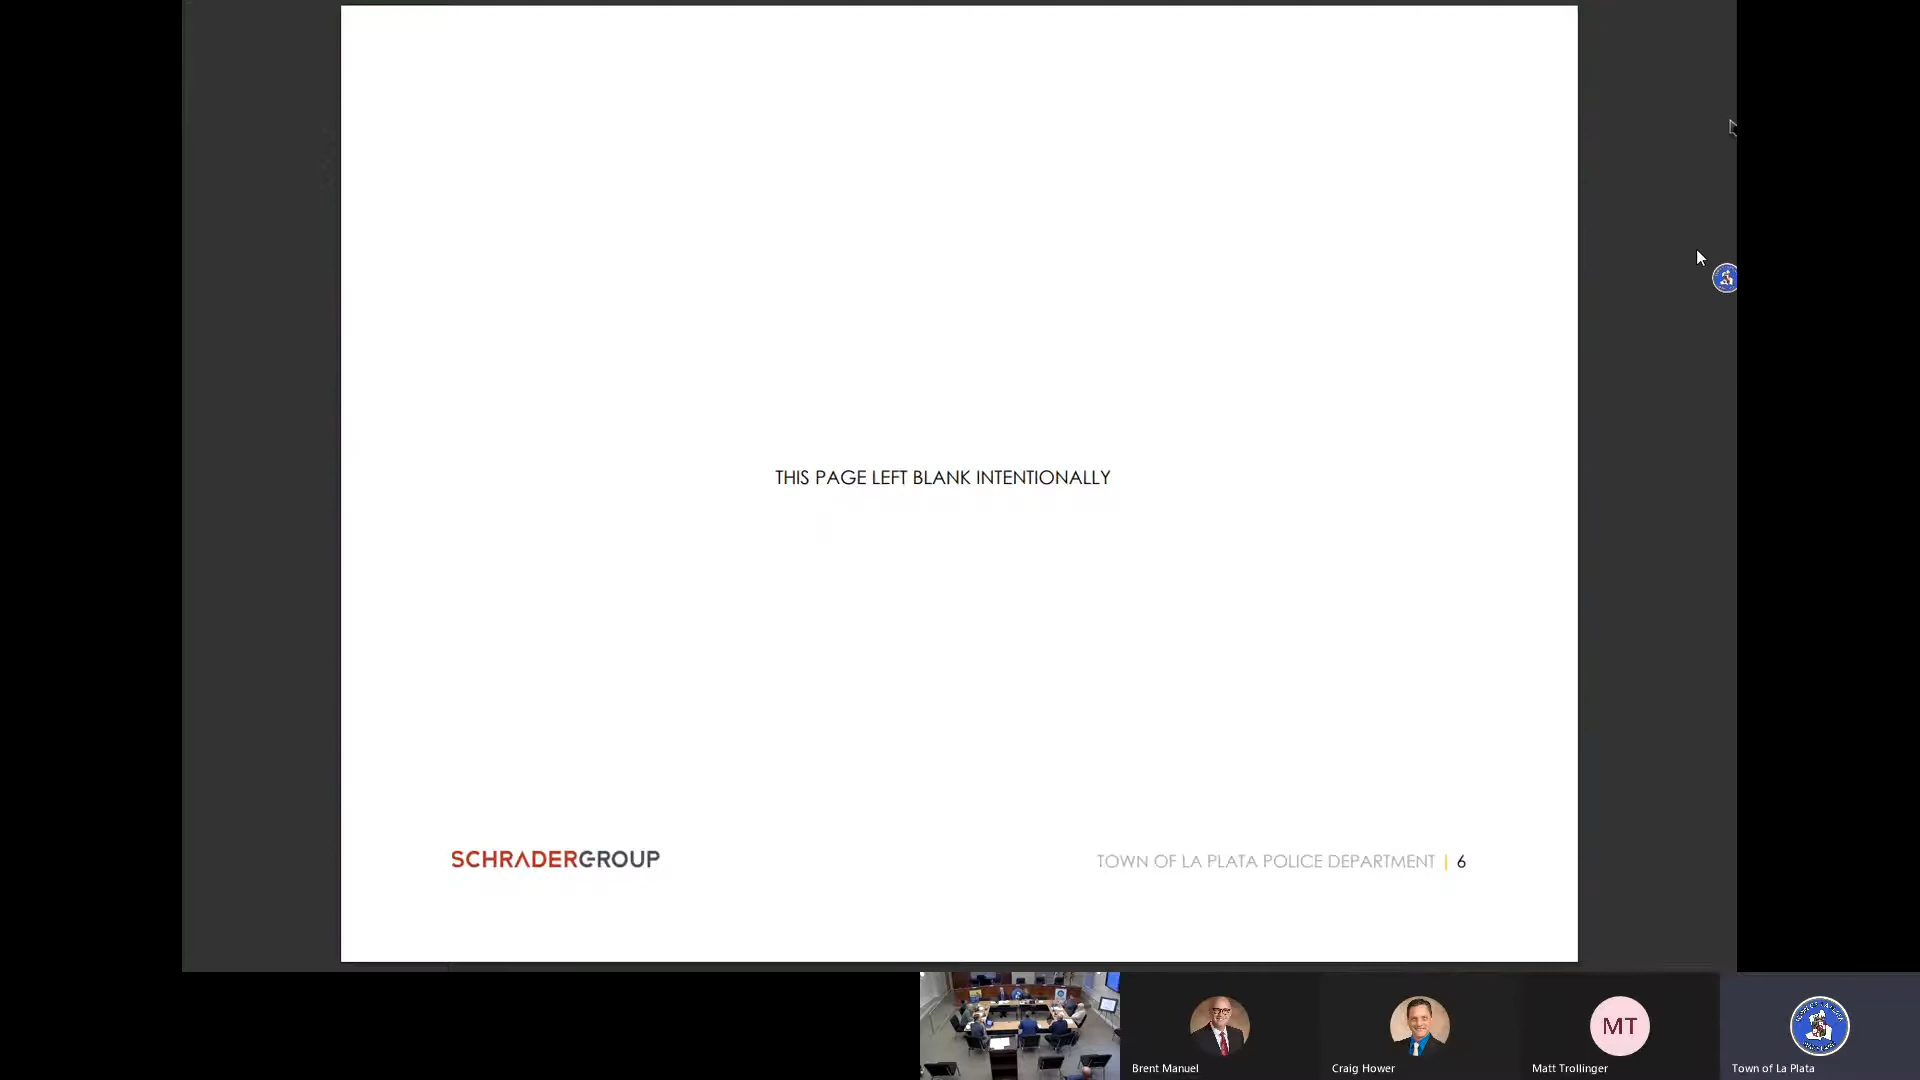 THIS PAGE LEFT BLANK INTENTIONALLY
SCHRADERGROUP
TOWN OF LA PLATA POLICE DEPARTMENT | 6
MT
Brent Manuel
Craig Hower
Matt Trollinger
Town of La Plata